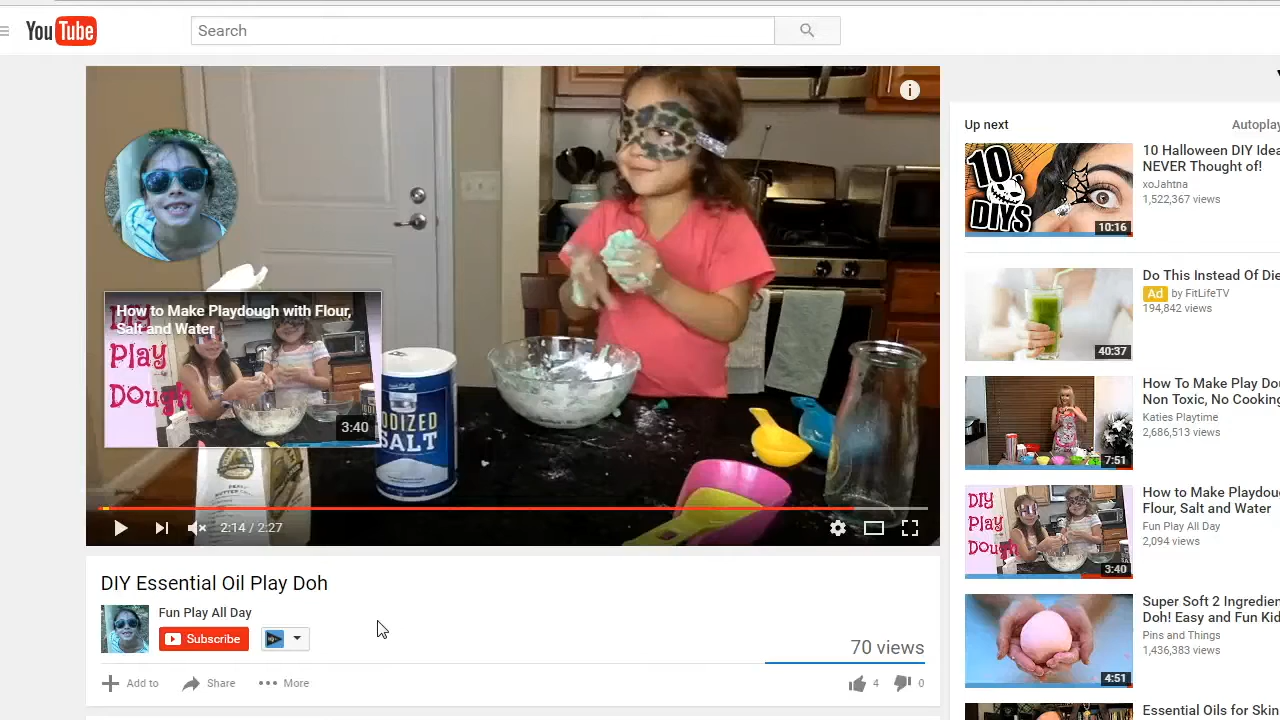 YouTube
Search
How to Make Playdough with Flour,
Salt and Water
Play
Dough
3:40
ODIZED
SALT
2:14 / 2:27
DIY Essential Oil Play Doh
Fun Play All Day
Subscribe
70 views
Add to
Share
More
4
0
Up next
Autoplay
10
DIYS
10:16
10 Halloween DIY Idea
NEVER Thought of!
xoJahtna
1,522,367 views
40:37
Do This Instead Of Die
Ad by FitLifeTV
194,842 views
7:51
How To Make Play Do
Non Toxic, No Cooking
Katies Playtime
2,686,513 views
DIY
Play
Dough
3:40
How to Make Playdou
Flour, Salt and Water
Fun Play All Day
2,094 views
4:51
Super Soft 2 Ingredien
Doh! Easy and Fun Kid
Pins and Things
1,436,383 views
Essential Oils for Skin